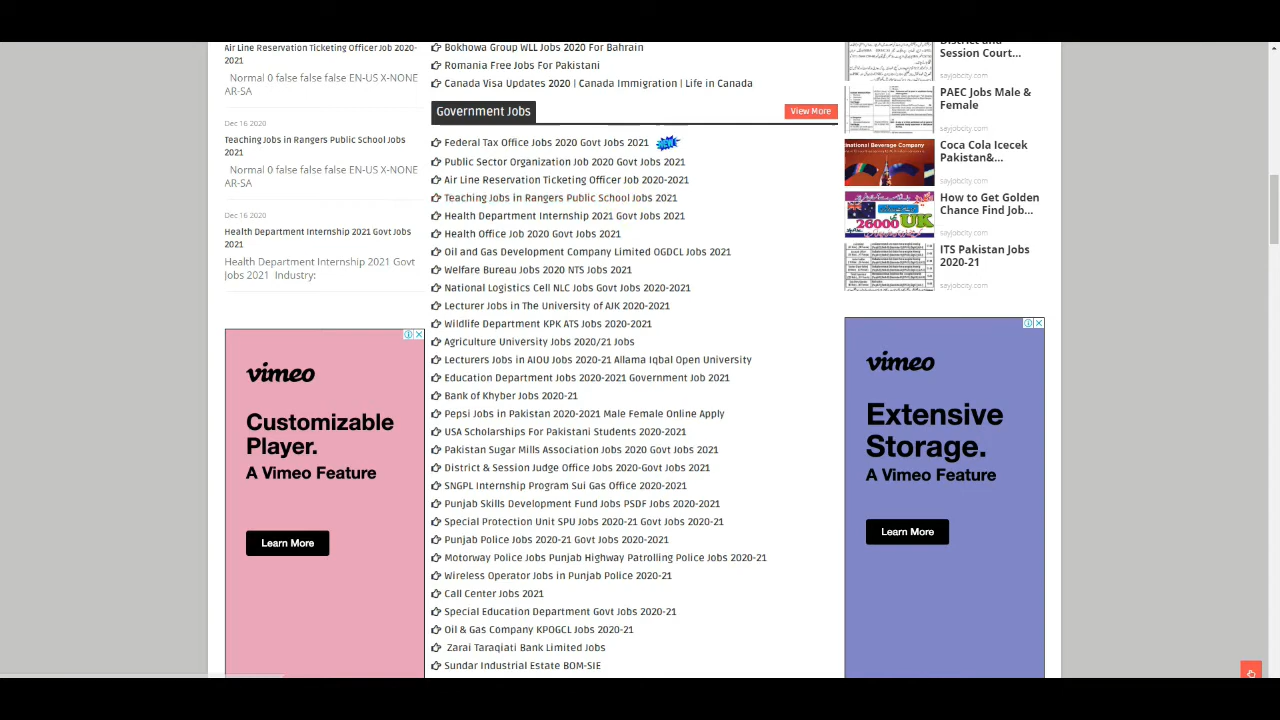 Air Line Reservation Ticketing Officer Job 2020-
2021
Normal 0 false false false EN-US X-NONE
AR-SA
Dec 16 2020
Teaching Jobs in Rangers Public School Jobs
2021
Normal 0 false false false EN-US X-NONE
AR-SA
Dec 16 2020
Health Department Internship 2021 Govt Jobs
2021
Health Department Internship 2021 Govt
Jobs 2021 Industry:
vimeo
Customizable
Player.
A Vimeo Feature
Learn More
Bokhowa Group WLL Jobs 2020 For Bahrain
Romania Free Jobs For Pakistani
Canada Visa Updates 2020 | Canada Immigration | Life in Canada
Government Jobs
View More
Federal Tax Office Jobs 2020 Govt Jobs 2021 NEW
Public Sector Organization Job 2020 Govt Jobs 2021
Air Line Reservation Ticketing Officer Job 2020-2021
Teaching Jobs in Rangers Public School Jobs 2021
Health Department Internship 2021 Govt Jobs 2021
Health Office Job 2020 Govt Jobs 2021
Oil and Gas Development Company Limited OGDCL Jobs 2021
Welfare Bureau Jobs 2020 NTS Jobs 2021
National Logistics Cell NLC Jobs Govt Jobs 2020-2021
Lecturer Jobs in The University of AJK 2020-2021
Wildlife Department KPK ATS Jobs 2020-2021
Agriculture University Jobs 2020/21 Jobs
Lecturers Jobs in AIOU Jobs 2020-21 Allama Iqbal Open University
Education Department Jobs 2020-2021 Government Job 2021
Bank of Khyber Jobs 2020-21
Pepsi Jobs in Pakistan 2020-2021 Male Female Online Apply
USA Scholarships For Pakistani Students 2020-2021
Pakistan Sugar Mills Association Jobs 2020 Govt Jobs 2021
District & Session Judge Office Jobs 2020-Govt Jobs 2021
SNGPL Internship Program Sui Gas Office 2020-2021
Punjab Skills Development Fund Jobs PSDF Jobs 2020-2021
Special Protection Unit SPU Jobs 2020-21 Govt Jobs 2020-21
Punjab Police Jobs 2020-21 Govt Jobs 2020-2021
Motorway Police Jobs Punjab Highway Patrolling Police Jobs 2020-21
Wireless Operator Jobs in Punjab Police 2020-21
Call Center Jobs 2021
Special Education Department Govt Jobs 2020-21
Oil & Gas Company KPOGCL Jobs 2020-21
Zarai Taraqiati Bank Limited Jobs
Sundar Industrial Estate BOM-SIE
District and
Session Court...
sayjobcity.com
PAEC Jobs Male &
Female
sayjobcity.com
Coca Cola Icecek
Pakistan&...
sayjobcity.com
How to Get Golden
Chance Find Job...
sayjobcity.com
ITS Pakistan Jobs
2020-21
sayjobcity.com
International Beverage Company
26000 UK
vimeo
Extensive
Storage.
A Vimeo Feature
Learn More